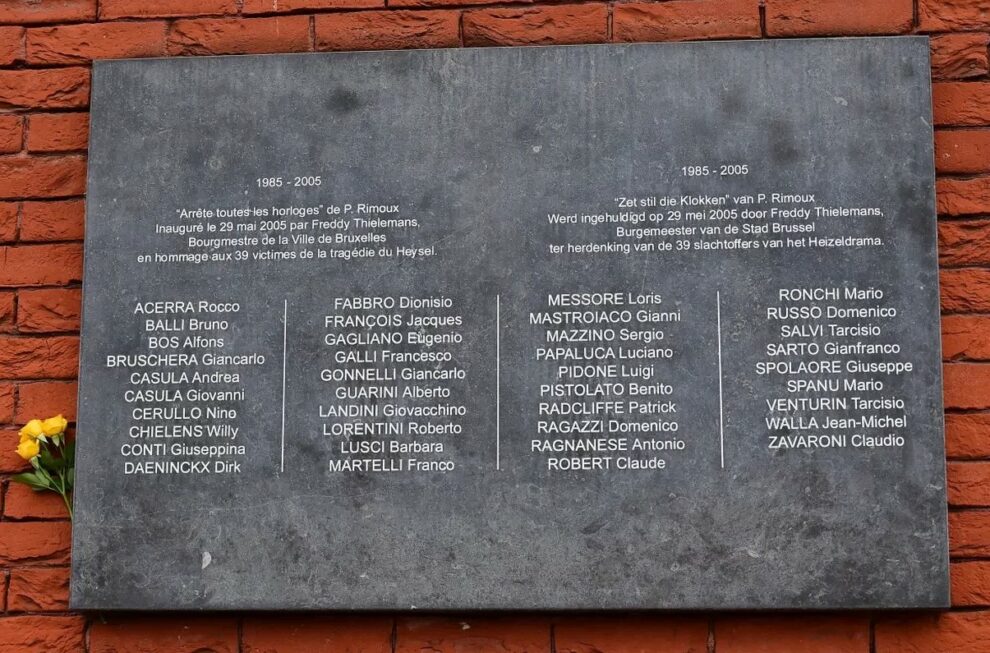 1985 - 2005
"Arrête toutes les horloges" de P. Rimoux
Inauguré le 29 mai 2005 par Freddy Thielemans,
Bourgmestre de la Ville de Bruxelles
en hommage aux 39 victimes de la tragédie du Heysel.
1985 - 2005
"Zet stil die Klokken" van P. Rimoux
Werd ingehuldigd op 29 mei 2005 door Freddy Thielemans,
Burgemeester van de Stad Brussel
ter herdenking van de 39 slachtoffers van het Heizeldrama.
ACERRA Rocco
BALLI Bruno
BOS Alfons
BRUSCHERA Giancarlo
CASULA Andrea
CASULA Giovanni
CERULLO Nino
CHIELENS Willy
CONTI Giuseppina
DAENINCKX Dirk
FABBRO Dionisio
FRANÇOIS Jacques
GAGLIANO Eugenio
GALLI Francesco
GONNELLI Giancarlo
GUARINI Alberto
LANDINI Giovacchino
LORENTINI Roberto
LUSCI Barbara
MARTELLI Franco
MESSORE Loris
MASTROIACO Gianni
MAZZINO Sergio
PAPALUCA Luciano
PIDONE Luigi
PISTOLATO Benito
RADCLIFFE Patrick
RAGAZZI Domenico
RAGNANESE Antonio
ROBERT Claude
RONCHI Mario
RUSSO Domenico
SALVI Tarcisio
SARTO Gianfranco
SPOLAORE Giuseppe
SPANU Mario
VENTURIN Tarcisio
WALLA Jean-Michel
ZAVARONI Claudio